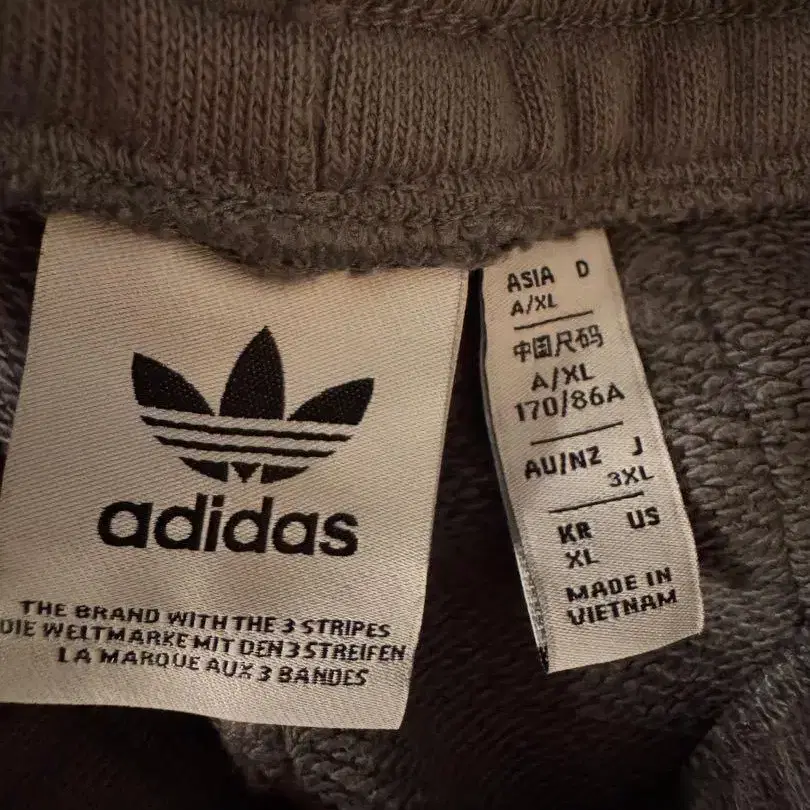 adidas
THE BRAND WITH THE 3 STRIPES
DIE WELTMARKE MIT DEN 3 STREIFEN
LA MARQUE AUX 3 BANDES
ASIA D
A/XL
中国尺码
A/XL
170/86A
AU/NZ J
3XL
KR US
XL
MADE IN
VIETNAM